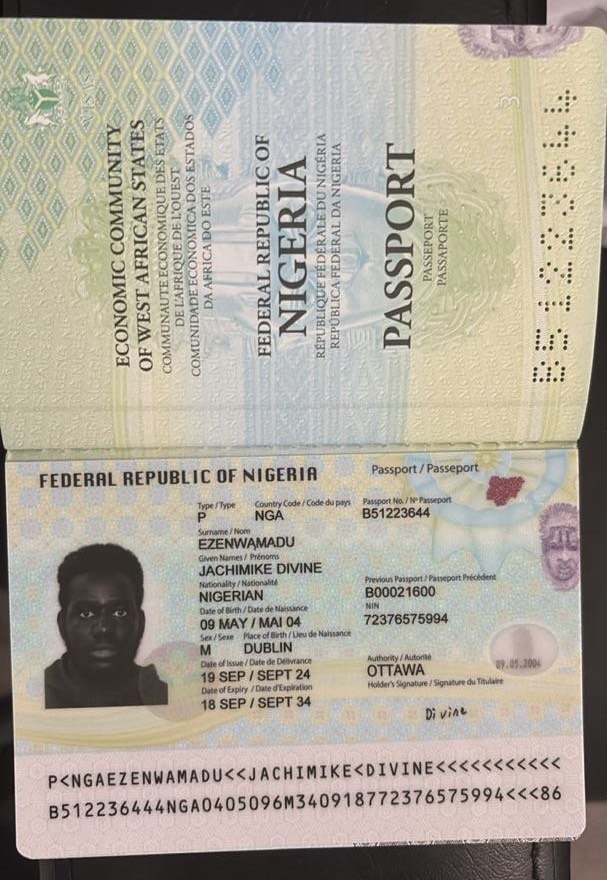 ECONOMIC COMMUNITY
OF WEST AFRICAN STATES
COMMUNAUTÉ ECONOMIQUE DES ETATS
DE L'AFRIQUE DE L'OUEST
COMUNIDADE ECONOMICA DOS ESTADOS
DA AFRICA DO ESTE
FEDERAL REPUBLIC OF
NIGERIA
RÉPUBLIQUE FÉDÉRALE DU NIGÉRIA
REPÚBLICA FEDERAL DA NIGERIA
PASSPORT
PASSEPORT
PASSAPORTE
3
B51223644
FEDERAL REPUBLIC OF NIGERIA
Passport / Passeport
Type / Type Country Code / Code du pays Passport No. / N° Passeport
P NGA B51223644
Surname / Nom
EZENWAMADU
Given Names / Prénoms
JACHIMIKE DIVINE
Nationality / Nationalité Previous Passport / Passeport Précédent
NIGERIAN B00021600
Date of Birth / Date de Naissance NIN
09 MAY / MAI 04 72376575994
Sex / Sexe Place of Birth / Lieu de Naissance
M DUBLIN
Date of Issue / Date de Délivrance Authority / Autorité
19 SEP / SEPT 24 OTTAWA
Date of Expiry / Date d'Expiration Holder's Signature / Signature du Titulaire
18 SEP / SEPT 34
09.05.2004
Divine
P<NGAEZENWAMADU<<JACHIMIKE<DIVINE<<<<<<<<<<<
B512236444NGA0405096M340918772376575994<<<86